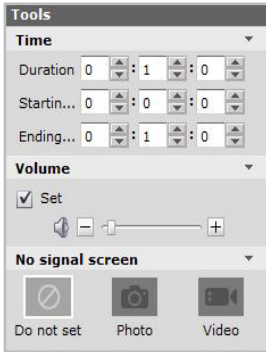 Tools
Time
Duration 0 : 1 : 0
Startin... 0 : 0 : 0
Ending... 0 : 1 : 0
Volume
Set
No signal screen
Do not set Photo Video